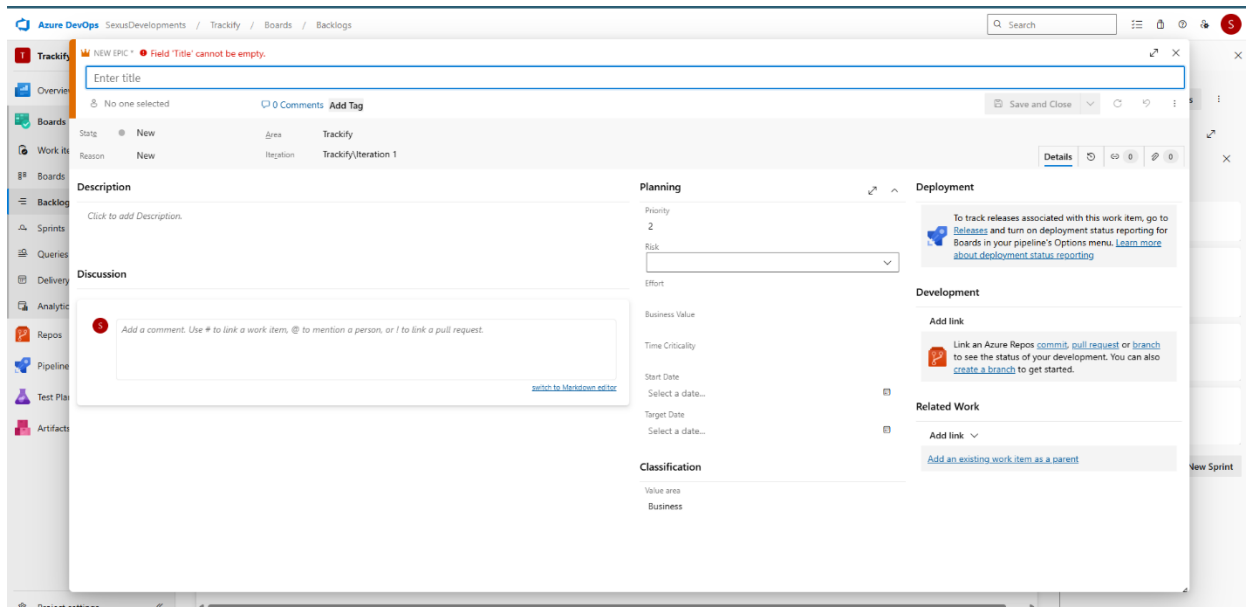 Azure DevOps SexusDevelopments / Trackify / Boards / Backlogs
Search
S
T Trackify
NEW EPIC * Field 'Title' cannot be empty.
Enter title
No one selected
0 Comments Add Tag
Save and Close
State New
Area Trackify
Reason New
Iteration Trackify\Iteration 1
Details
0
0
Overview
Boards
Work ite
Boards
Backlog
Sprints
Queries
Delivery
Analytic
Repos
Pipeline
Test Pla
Artifacts
Project settings
Description
Click to add Description.
Discussion
S
Add a comment. Use # to link a work item, @ to mention a person, or ! to link a pull request.
switch to Markdown editor
Planning
Priority
2
Risk
Effort
Business Value
Time Criticality
Start Date
Select a date...
Target Date
Select a date...
Classification
Value area
Business
Deployment
To track releases associated with this work item, go to
Releases and turn on deployment status reporting for
Boards in your pipeline's Options menu. Learn more
about deployment status reporting
Development
Add link
Link an Azure Repos commit, pull request or branch
to see the status of your development. You can also
create a branch to get started.
Related Work
Add link
Add an existing work item as a parent
New Sprint